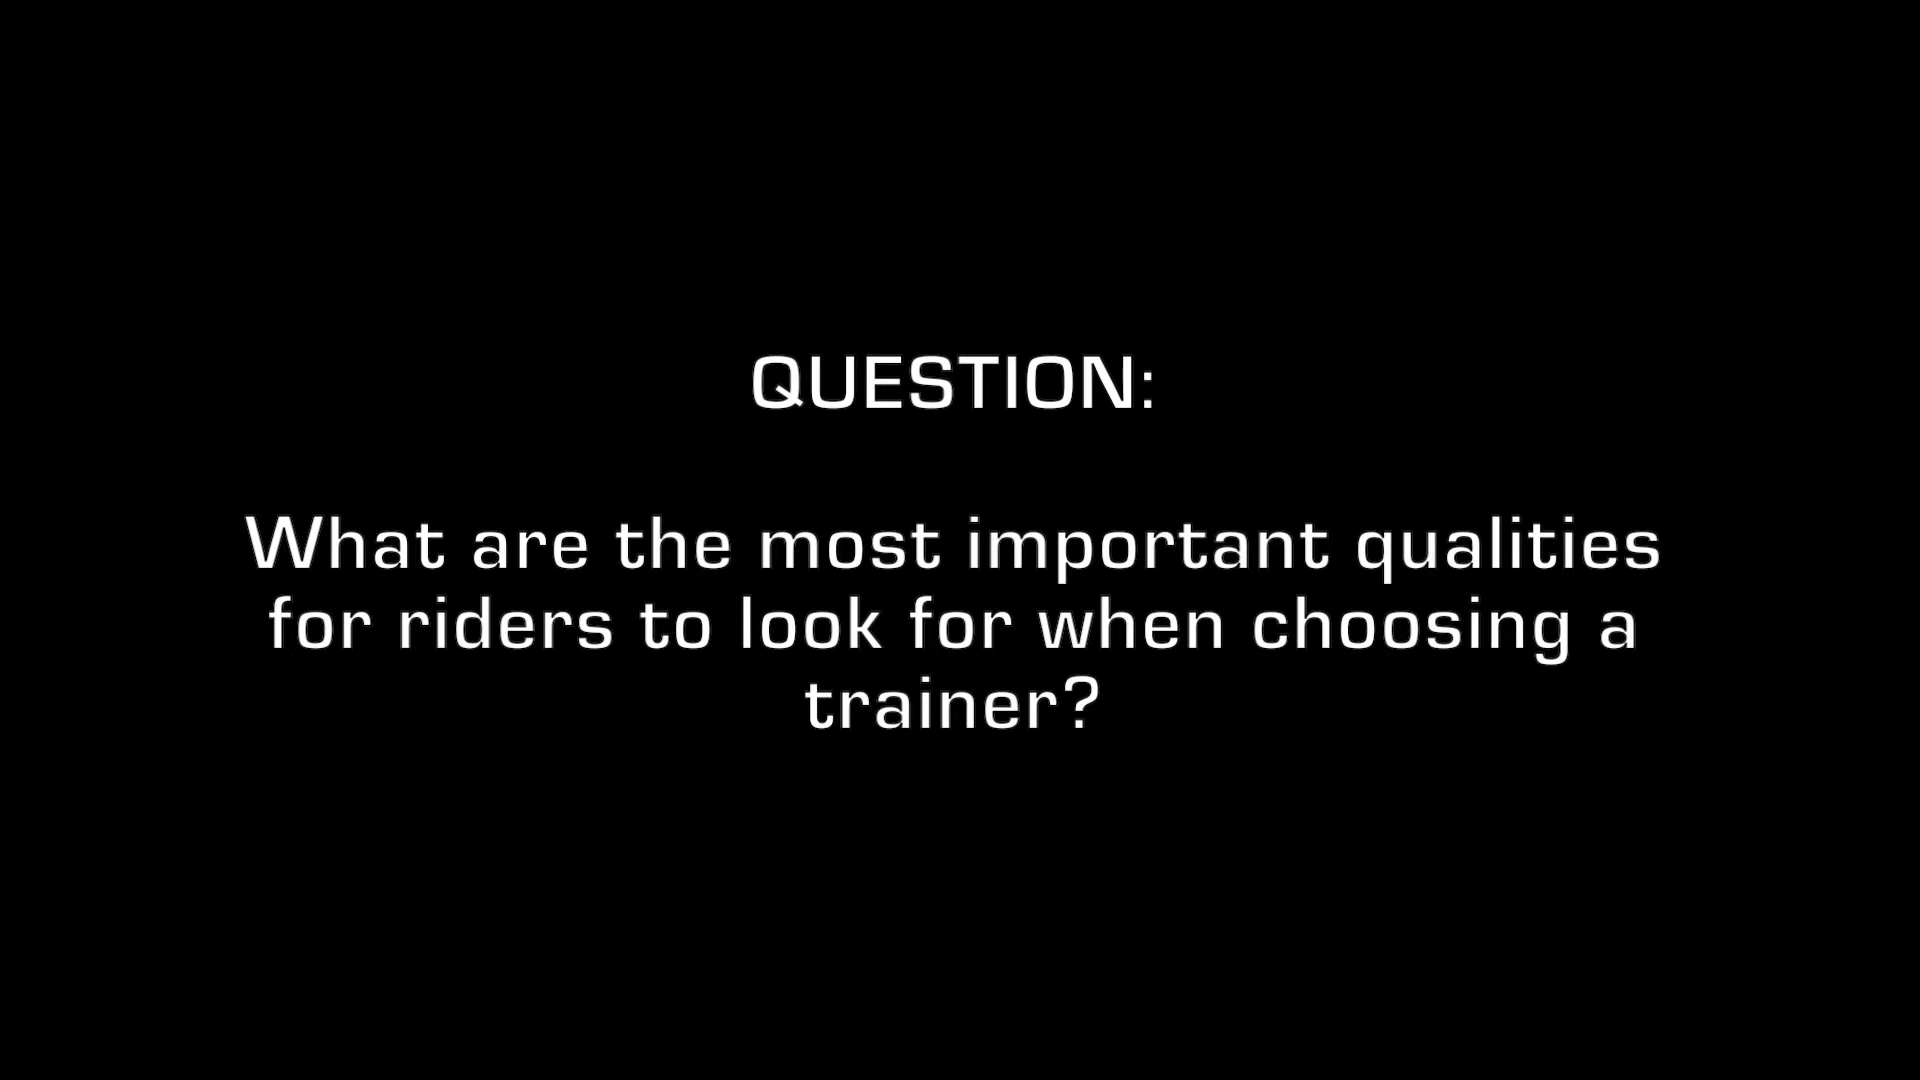 QUESTION:
What are the most important qualities
for riders to look for when choosing a
trainer?